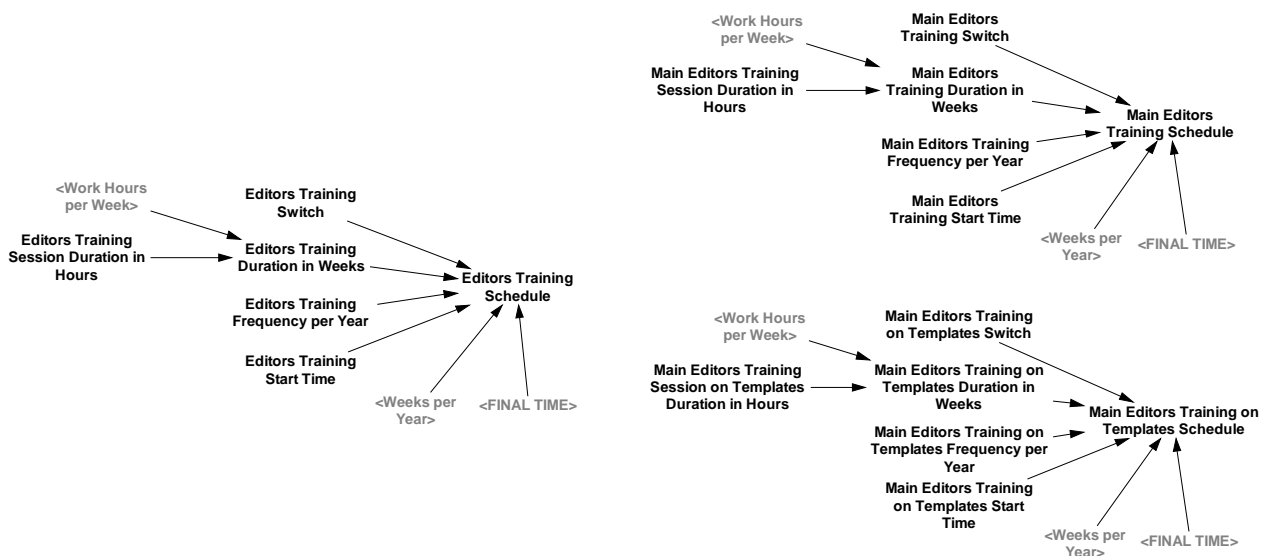 <Work Hours
per Week>
Editors Training
Session Duration in
Hours
Editors Training
Switch
Editors Training
Duration in Weeks
Editors Training
Frequency per Year
Editors Training
Start Time
Editors Training
Schedule
<Weeks per
Year>
<FINAL TIME>
<Work Hours
per Week>
Main Editors Training
Session Duration in
Hours
Main Editors
Training Switch
Main Editors
Training Duration in
Weeks
Main Editors Training
Frequency per Year
Main Editors
Training Start Time
Main Editors
Training Schedule
<Weeks per
Year>
<FINAL TIME>
<Work Hours
per Week>
Main Editors Training
Session on Templates
Duration in Hours
Main Editors Training
on Templates Switch
Main Editors Training on
Templates Duration in
Weeks
Main Editors Training on
Templates Frequency per
Year
Main Editors Training
on Templates Start
Time
Main Editors Training on
Templates Schedule
<Weeks per
Year>
<FINAL TIME>